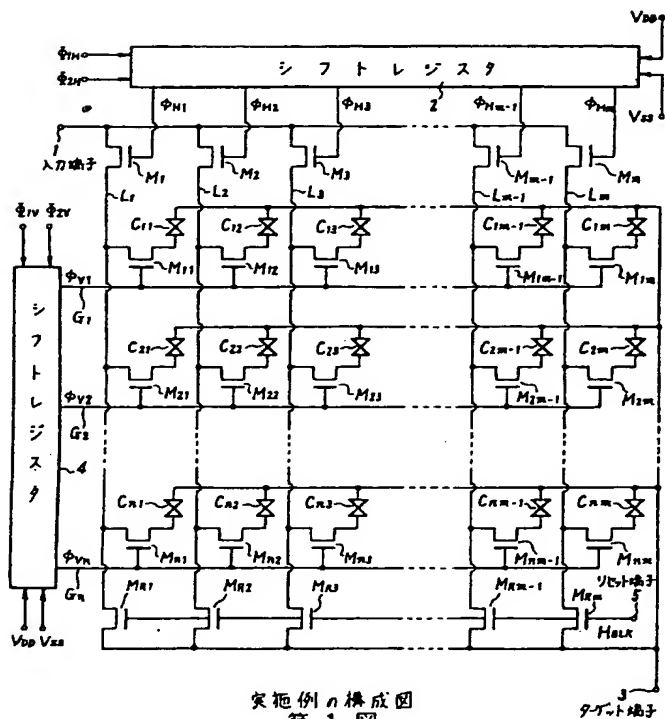 VDD
Φ1H
Φ2H
シフトレジスタ
2
VSS
ΦH1
ΦH2
ΦH3
ΦHm-1
ΦHm
1
入力端子
M1
M2
M3
Mm-1
Mm
L1
L2
L3
Lm-1
Lm
Φ1V
Φ2V
C11
C12
C13
C1m-1
C1m
ΦV1
M11
M12
M13
M1m-1
M1m
G1
シフトレジスタ
4
C21
C22
C23
C2m-1
C2m
ΦV2
M21
M22
M23
M2m-1
M2m
G2
Cn1
Cn2
Cn3
Cnm-1
Cnm
ΦVn
Mn1
Mn2
Mn3
Mnm-1
Mnm
Gn
リセット端子
5
MR1
MR2
MR3
MRm-1
MRm
HBLK
VDD
VSS
3
ターゲット端子
実施例の構成図
第1図